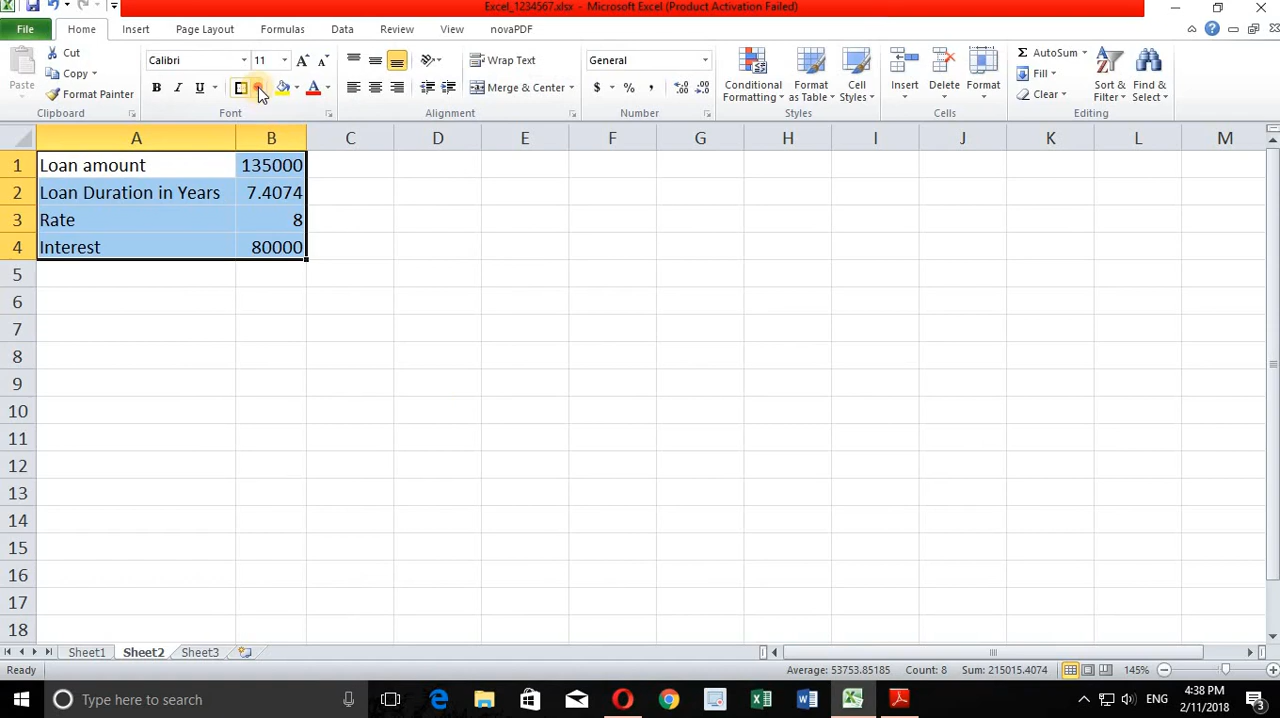 Excel_1234567.xlsx - Microsoft Excel (Product Activation Failed)
File Home Insert Page Layout Formulas Data Review View novaPDF
Paste Cut Copy Format Painter Clipboard
Calibri 11 A A B I U A Font
Wrap Text Merge & Center Alignment
General $ % , .0 .00 .00 .0 Number
Conditional Formatting Format as Table Cell Styles Styles
Insert Delete Format Cells
Σ AutoSum Fill Clear Sort & Filter Find & Select Editing
A B C D E F G H I J K L M
1 Loan amount 135000
2 Loan Duration in Years 7.4074
3 Rate 8
4 Interest 80000
5
6
7
8
9
10
11
12
13
14
15
16
17
18
Sheet1 Sheet2 Sheet3
Ready Average: 53753.85185 Count: 8 Sum: 215015.4074 145%
Type here to search ENG 4:38 PM
2/11/2018 3